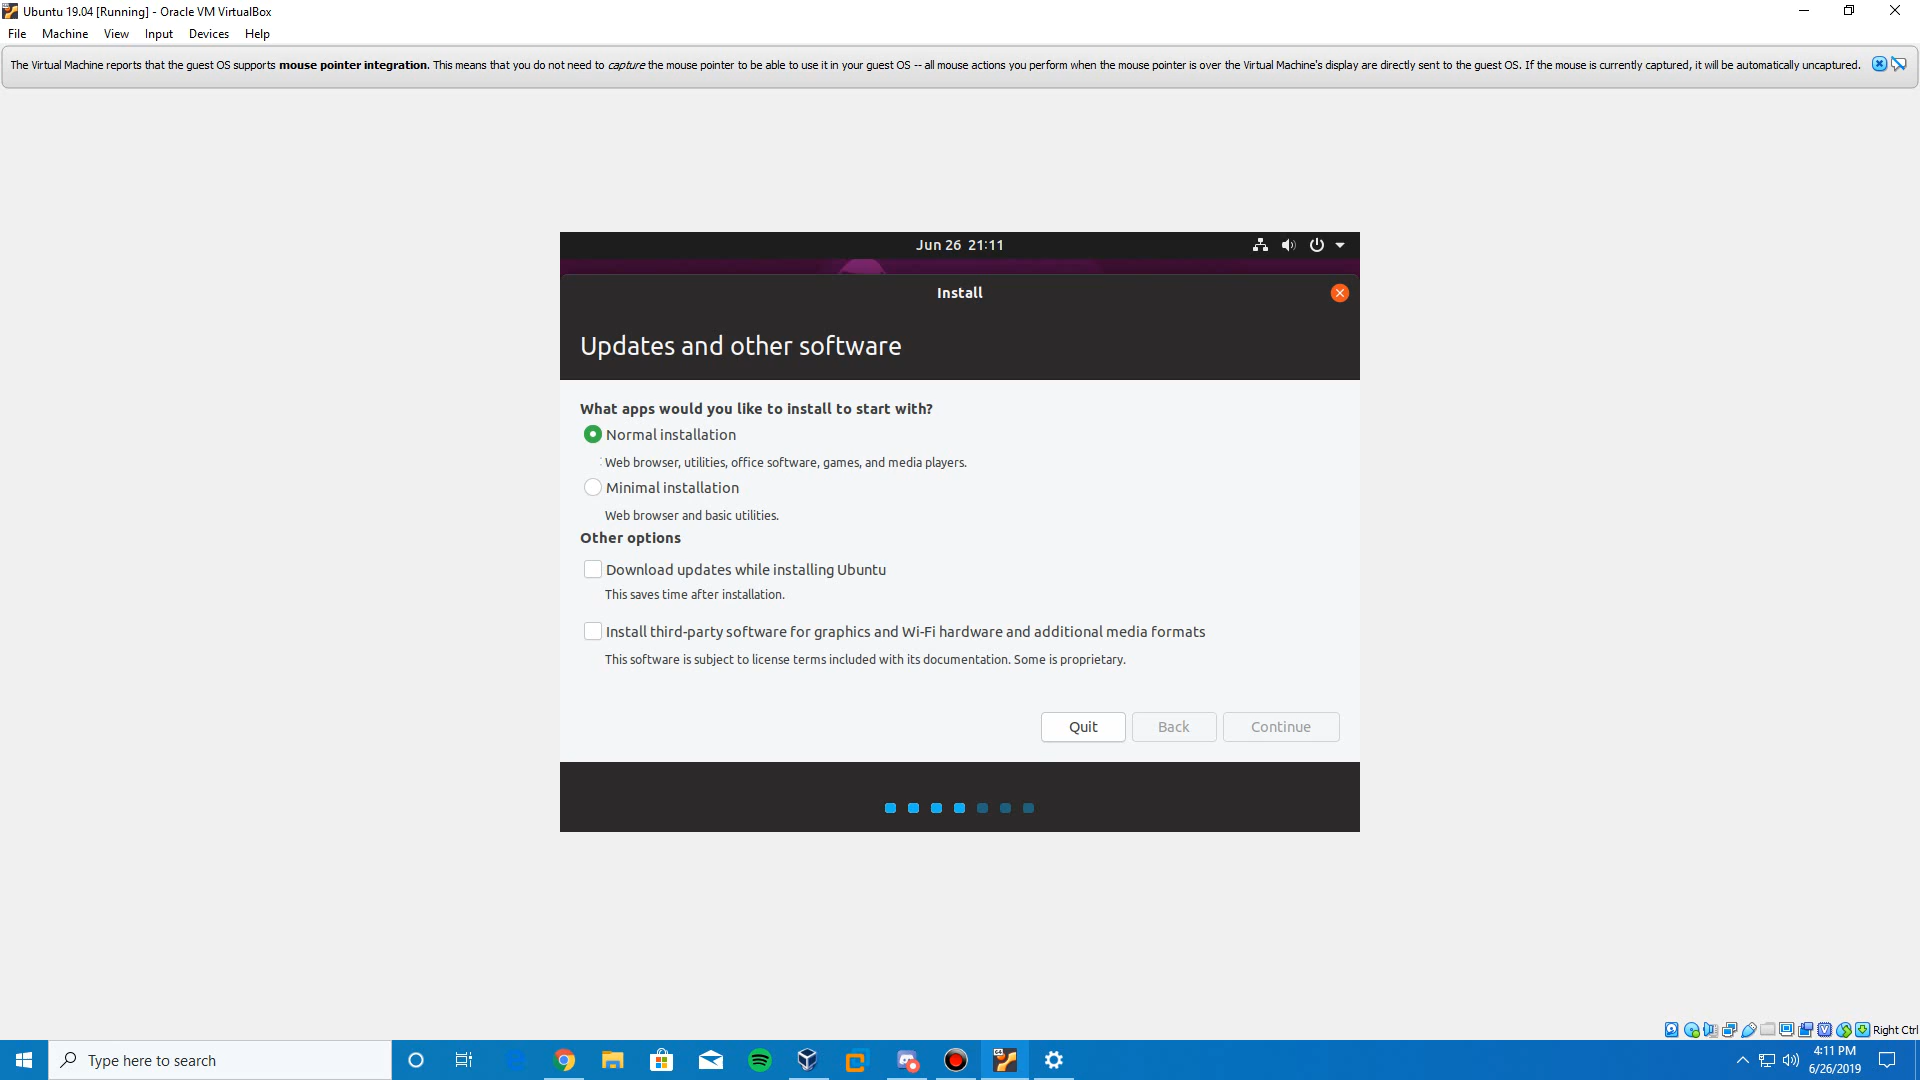 Ubuntu 19.04 [Running] - Oracle VM VirtualBox
File Machine View Input Devices Help
The Virtual Machine reports that the guest OS supports mouse pointer integration. This means that you do not need to capture the mouse pointer to be able to use it in your guest OS -- all mouse actions you perform when the mouse pointer is over the Virtual Machine's display are directly sent to the guest OS. If the mouse is currently captured, it will be automatically uncaptured.
Jun 26 21:11
Install
Updates and other software
What apps would you like to install to start with?
Normal installation
Web browser, utilities, office software, games, and media players.
Minimal installation
Web browser and basic utilities.
Other options
Download updates while installing Ubuntu
This saves time after installation.
Install third-party software for graphics and Wi-Fi hardware and additional media formats
This software is subject to license terms included with its documentation. Some is proprietary.
Quit Back Continue
Right Ctrl
Type here to search
4:11 PM
6/26/2019